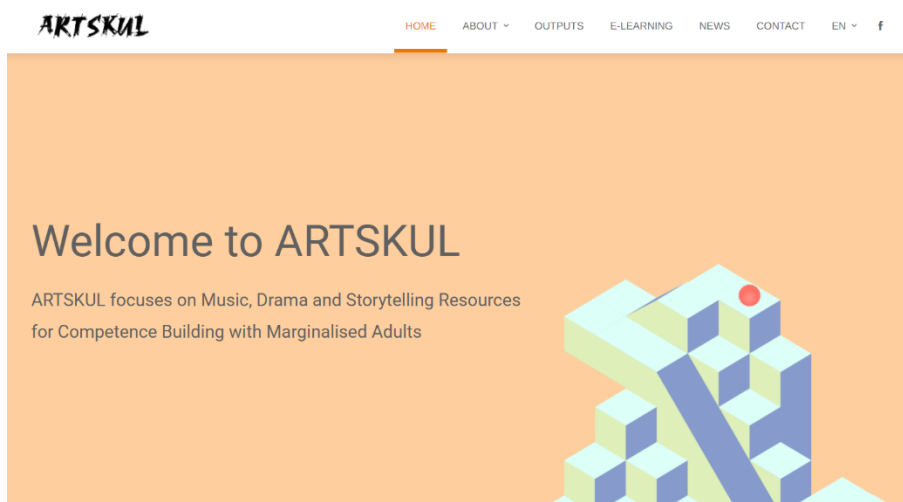 ARTSKUL
HOME ABOUT OUTPUTS E-LEARNING NEWS CONTACT EN f
Welcome to ARTSKUL
ARTSKUL focuses on Music, Drama and Storytelling Resources
for Competence Building with Marginalised Adults